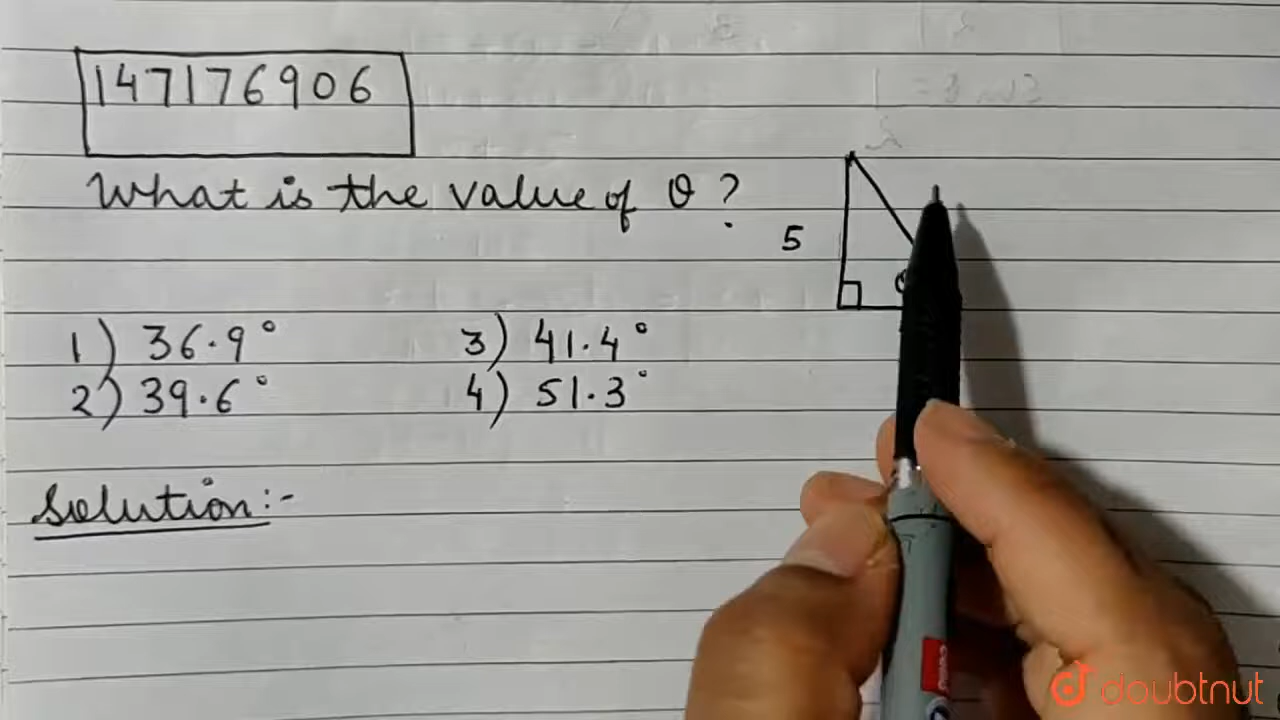 147176906
What is the value of θ ?
5
1) 36.9°
3) 41.4°
2) 39.6°
4) 51.3°
Solution:-
doubtnut